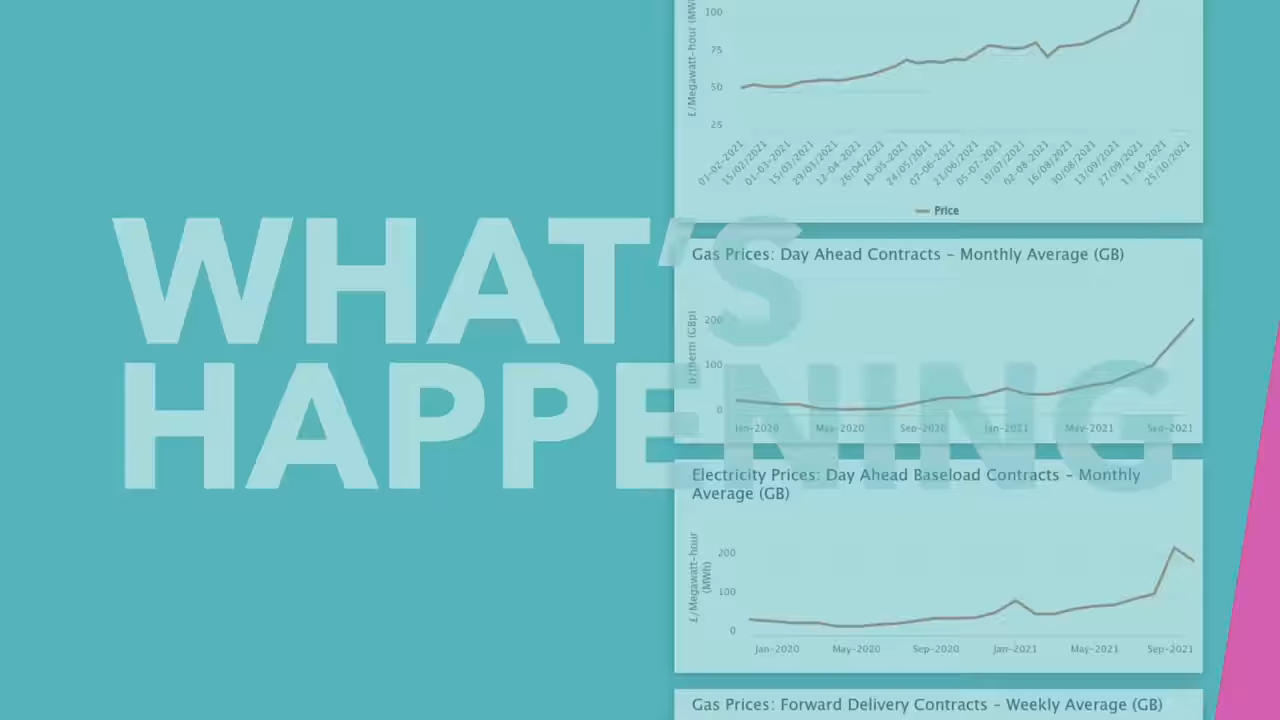 WHAT'S
HAPPENING
£/Megawatt-hour (MWh
100
75
50
25
01-02-2021
15/02/2021
01-03-2021
15/03/2021
29/03/2021
12-04-2021
26/04/2021
10-05-2021
24/05/2021
07-06-2021
21/06/2021
05-07-2021
19/07/2021
02-08-2021
16/08/2021
30/08/2021
13/09/2021
27/09/2021
11-10-2021
25/10/2021
Price
Gas Prices: Day Ahead Contracts – Monthly Average (GB)
p/therm (GBp)
200
100
0
Jan-2020 May-2020 Sep-2020 Jan-2021 May-2021 Sep-2021
Electricity Prices: Day Ahead Baseload Contracts – Monthly
Average (GB)
£/Megawatt-hour
(MWh)
200
100
0
Jan-2020 May-2020 Sep-2020 Jan-2021 May-2021 Sep-2021
Gas Prices: Forward Delivery Contracts – Weekly Average (GB)